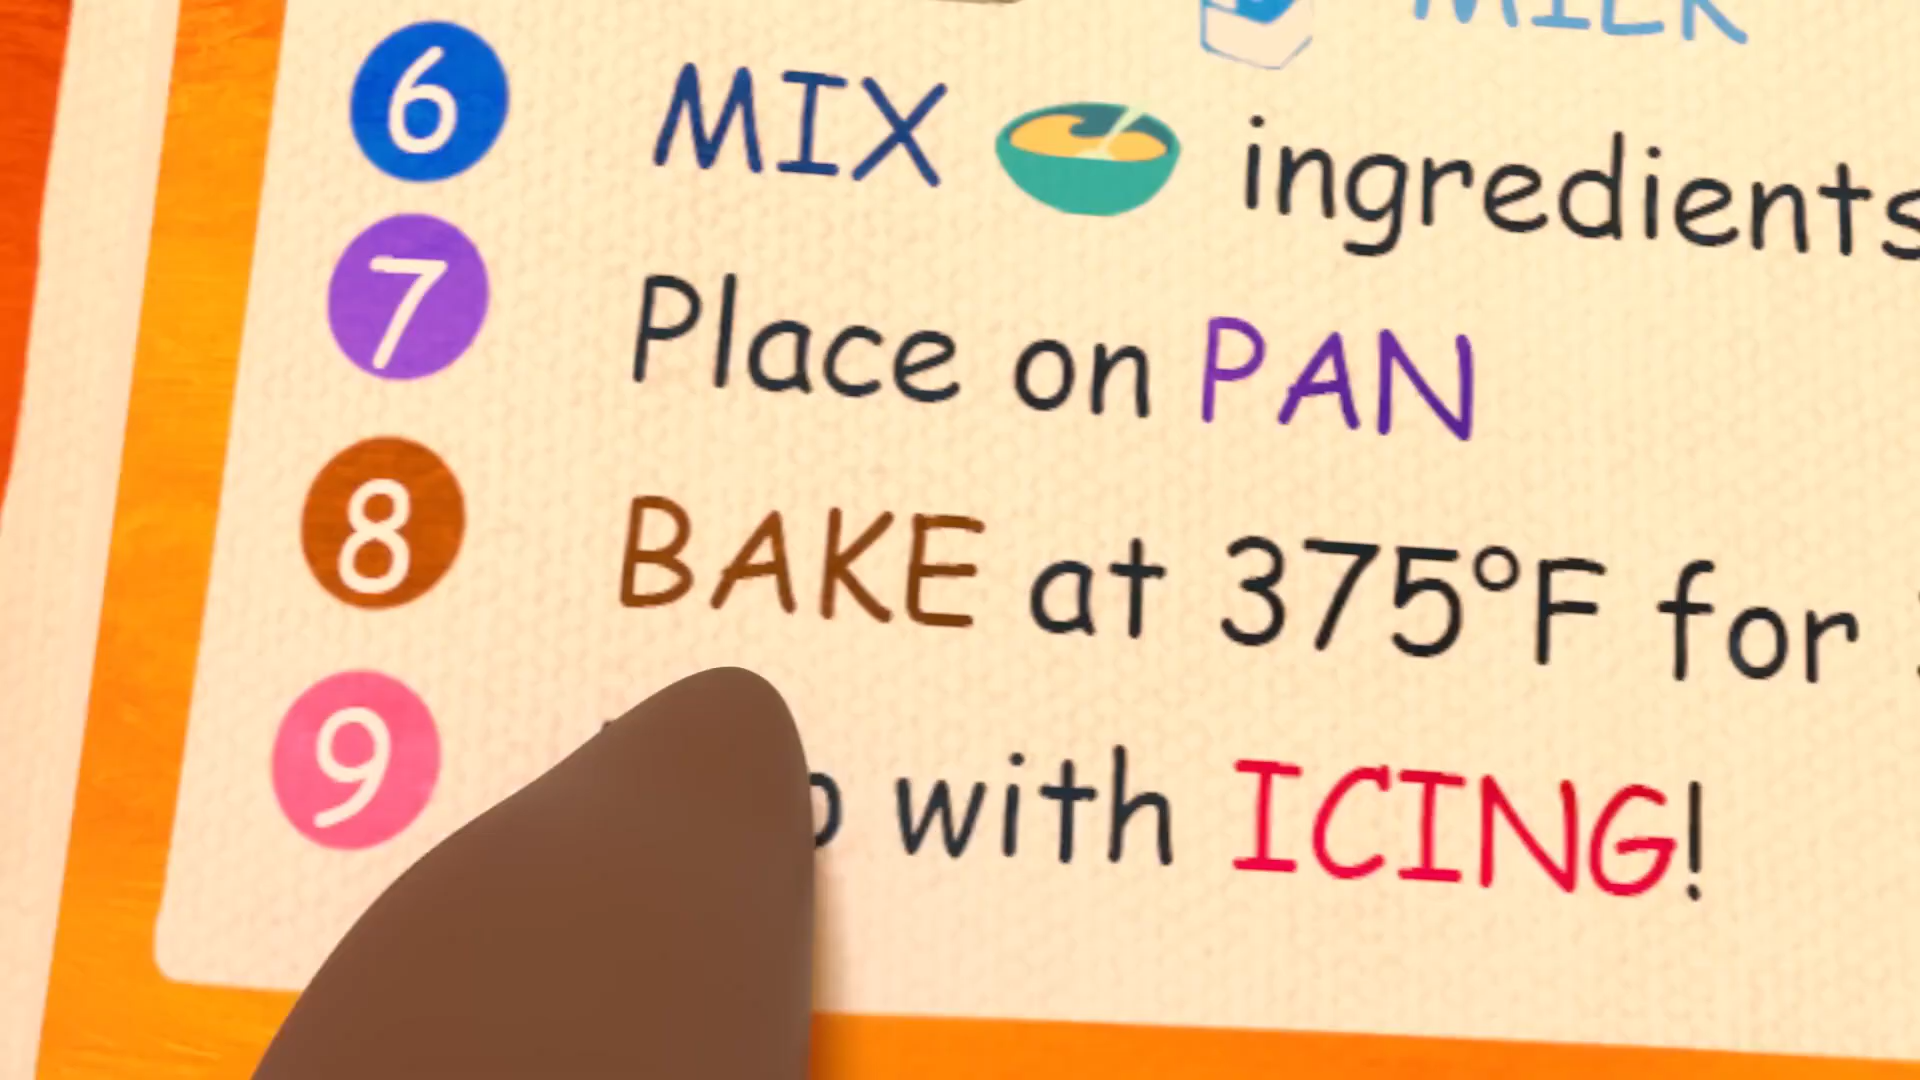 MILK
6 MIX ingredients
7 Place on PAN
8 BAKE at 375°F for
9 with ICING!